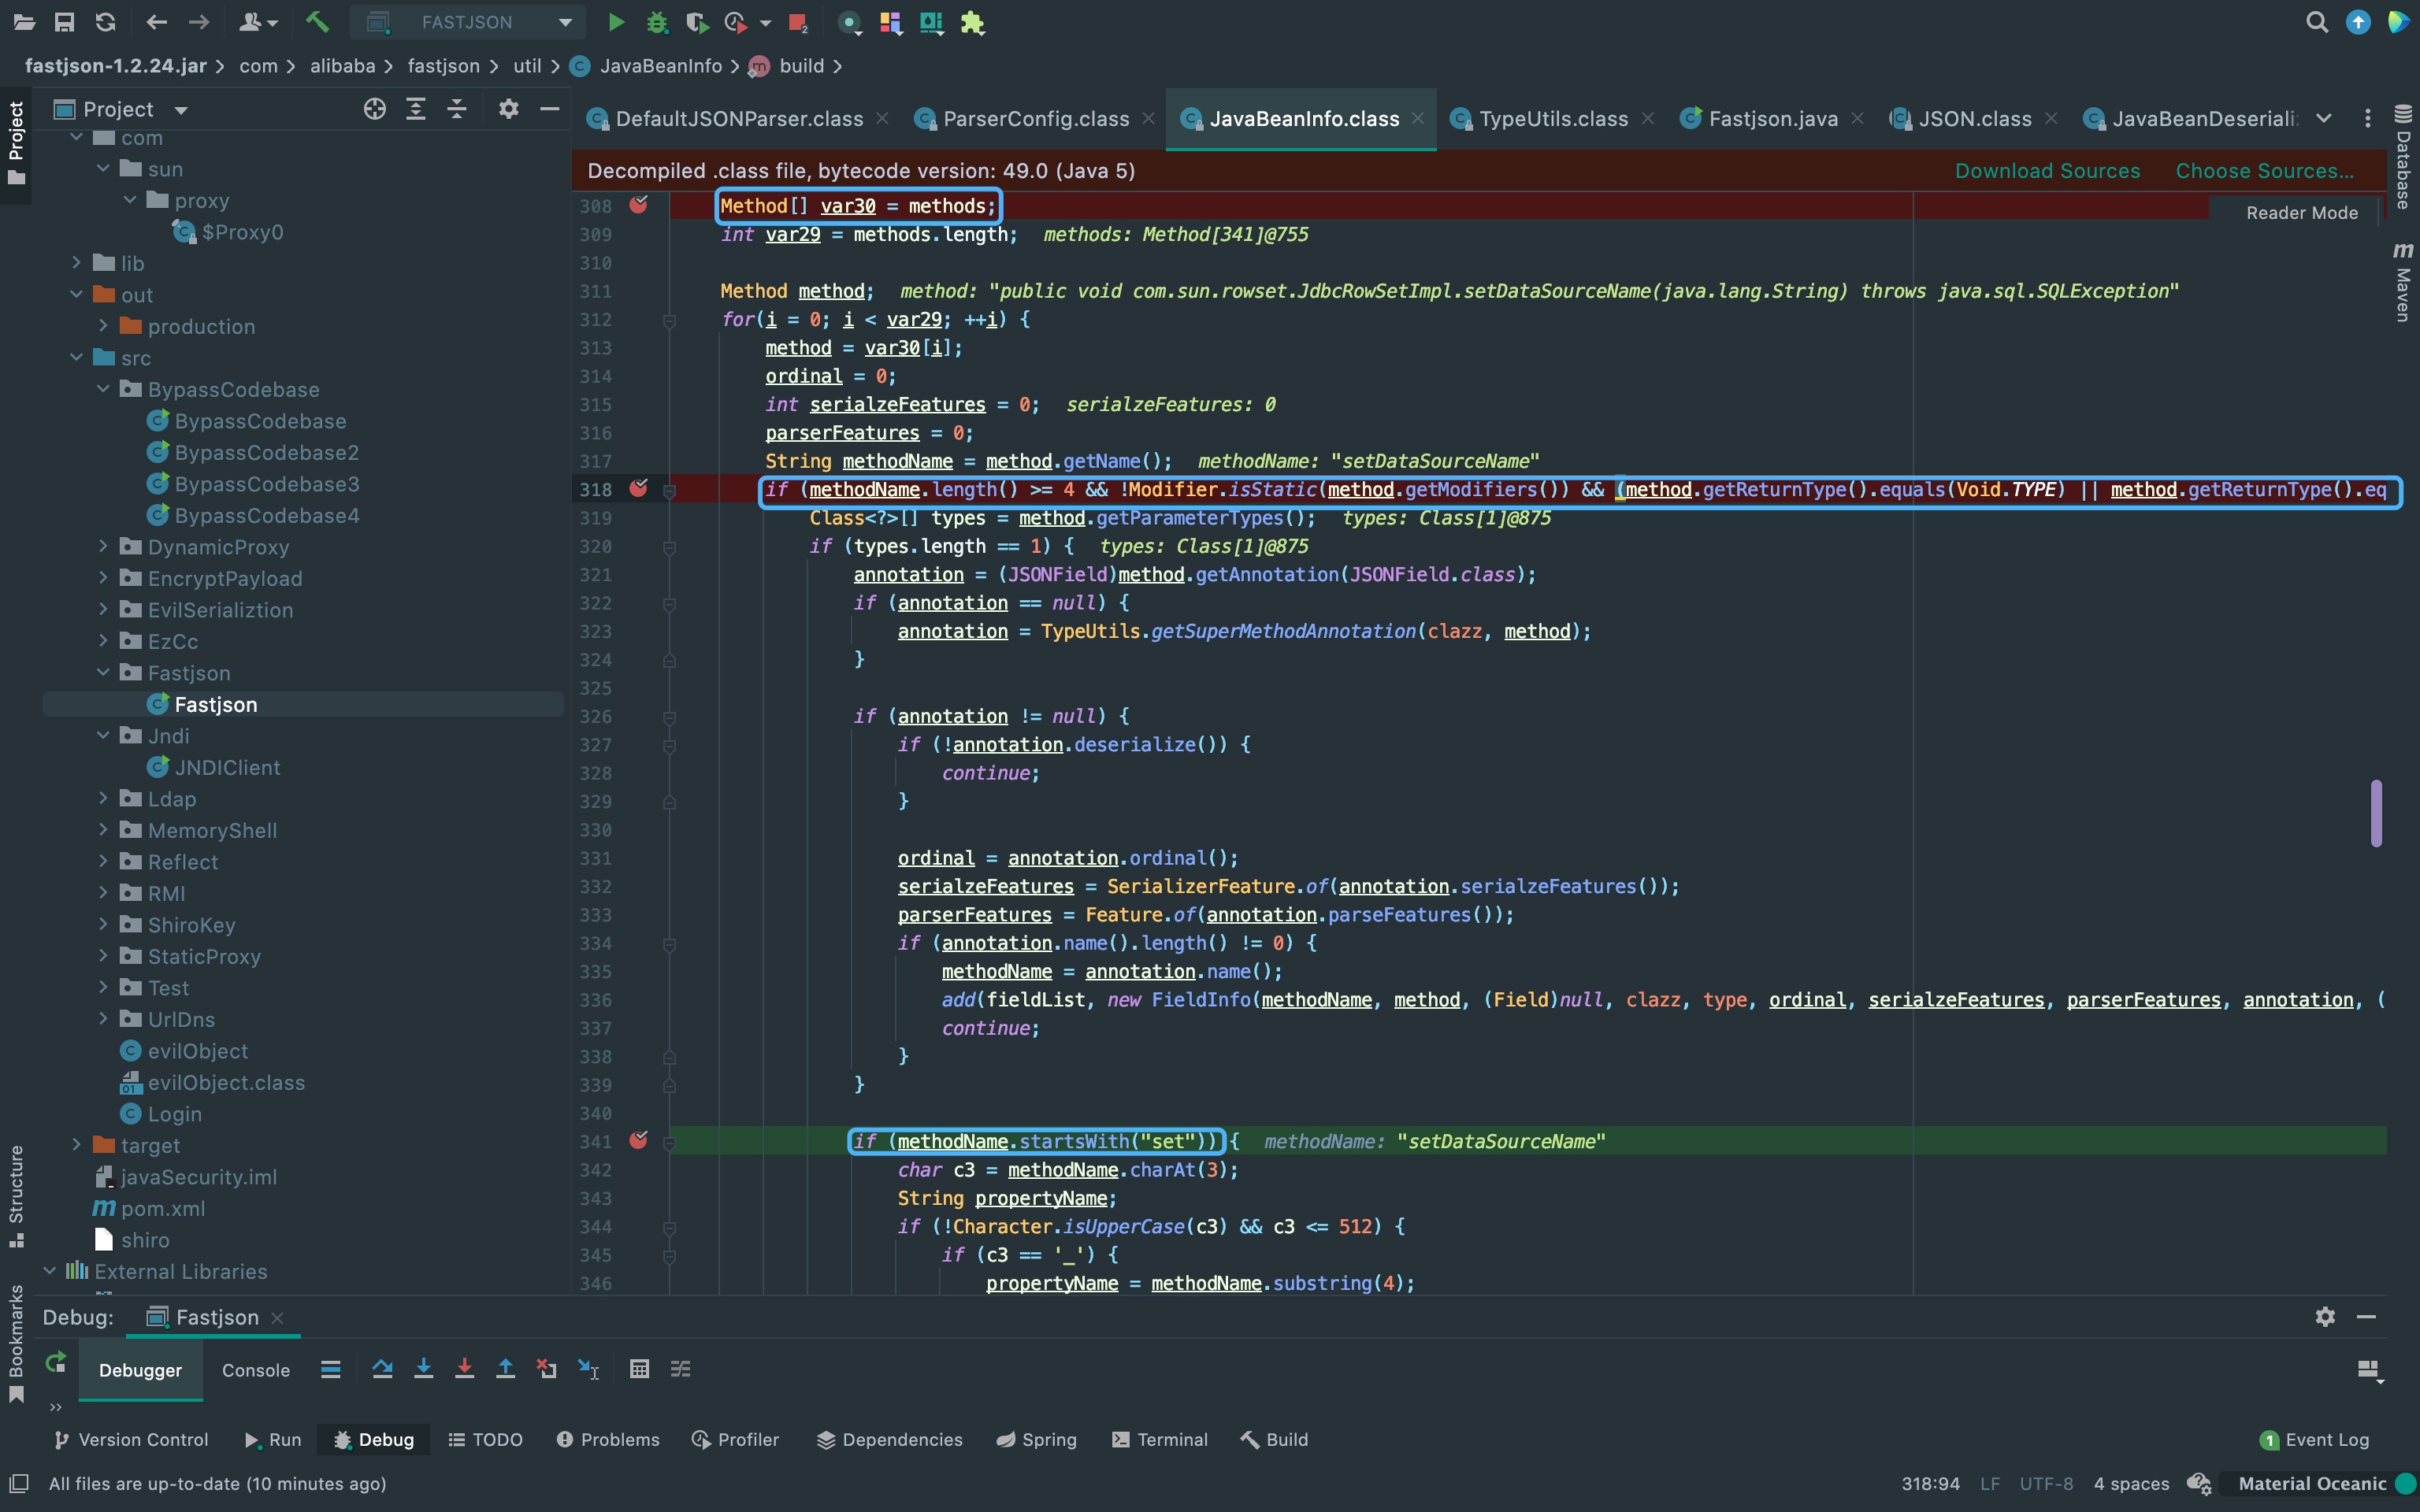 FASTJSON
fastjson-1.2.24.jar > com > alibaba > fastjson > util > JavaBeanInfo > build >
Project
Project
com
sun
proxy
$Proxy0
lib
out
production
src
BypassCodebase
BypassCodebase
BypassCodebase2
BypassCodebase3
BypassCodebase4
DynamicProxy
EncryptPayload
EvilSerializtion
EzCc
Fastjson
Fastjson
Jndi
JNDIClient
Ldap
MemoryShell
Reflect
RMI
ShiroKey
StaticProxy
Test
UrlDns
evilObject
evilObject.class
Login
target
javaSecurity.iml
pom.xml
shiro
External Libraries
Structure
Bookmarks
DefaultJSONParser.class ParserConfig.class JavaBeanInfo.class TypeUtils.class Fastjson.java JSON.class JavaBeanDeseriali
Decompiled .class file, bytecode version: 49.0 (Java 5) Download Sources Choose Sources...
Reader Mode
Database
Maven
308 Method[] var30 = methods;
309 int var29 = methods.length; methods: Method[341]@755
310
311 Method method; method: "public void com.sun.rowset.JdbcRowSetImpl.setDataSourceName(java.lang.String) throws java.sql.SQLException"
312 for(i = 0; i < var29; ++i) {
313 method = var30[i];
314 ordinal = 0;
315 int serialzeFeatures = 0; serialzeFeatures: 0
316 parserFeatures = 0;
317 String methodName = method.getName(); methodName: "setDataSourceName"
318 if (methodName.length() >= 4 && !Modifier.isStatic(method.getModifiers()) && (method.getReturnType().equals(Void.TYPE) || method.getReturnType().eq
319 Class<?>[] types = method.getParameterTypes(); types: Class[1]@875
320 if (types.length == 1) { types: Class[1]@875
321 annotation = (JSONField)method.getAnnotation(JSONField.class);
322 if (annotation == null) {
323 annotation = TypeUtils.getSuperMethodAnnotation(clazz, method);
324 }
325
326 if (annotation != null) {
327 if (!annotation.deserialize()) {
328 continue;
329 }
330
331 ordinal = annotation.ordinal();
332 serialzeFeatures = SerializerFeature.of(annotation.serialzeFeatures());
333 parserFeatures = Feature.of(annotation.parseFeatures());
334 if (annotation.name().length() != 0) {
335 methodName = annotation.name();
336 add(fieldList, new FieldInfo(methodName, method, (Field)null, clazz, type, ordinal, serialzeFeatures, parserFeatures, annotation, (
337 continue;
338 }
339 }
340
341 if (methodName.startsWith("set")) { methodName: "setDataSourceName"
342 char c3 = methodName.charAt(3);
343 String propertyName;
344 if (!Character.isUpperCase(c3) && c3 <= 512) {
345 if (c3 == '_') {
346 propertyName = methodName.substring(4);
Debug: Fastjson
Debugger Console
Version Control Run Debug TODO Problems Profiler Dependencies Spring Terminal Build 1 Event Log
All files are up-to-date (10 minutes ago) 318:94 LF UTF-8 4 spaces Material Oceanic